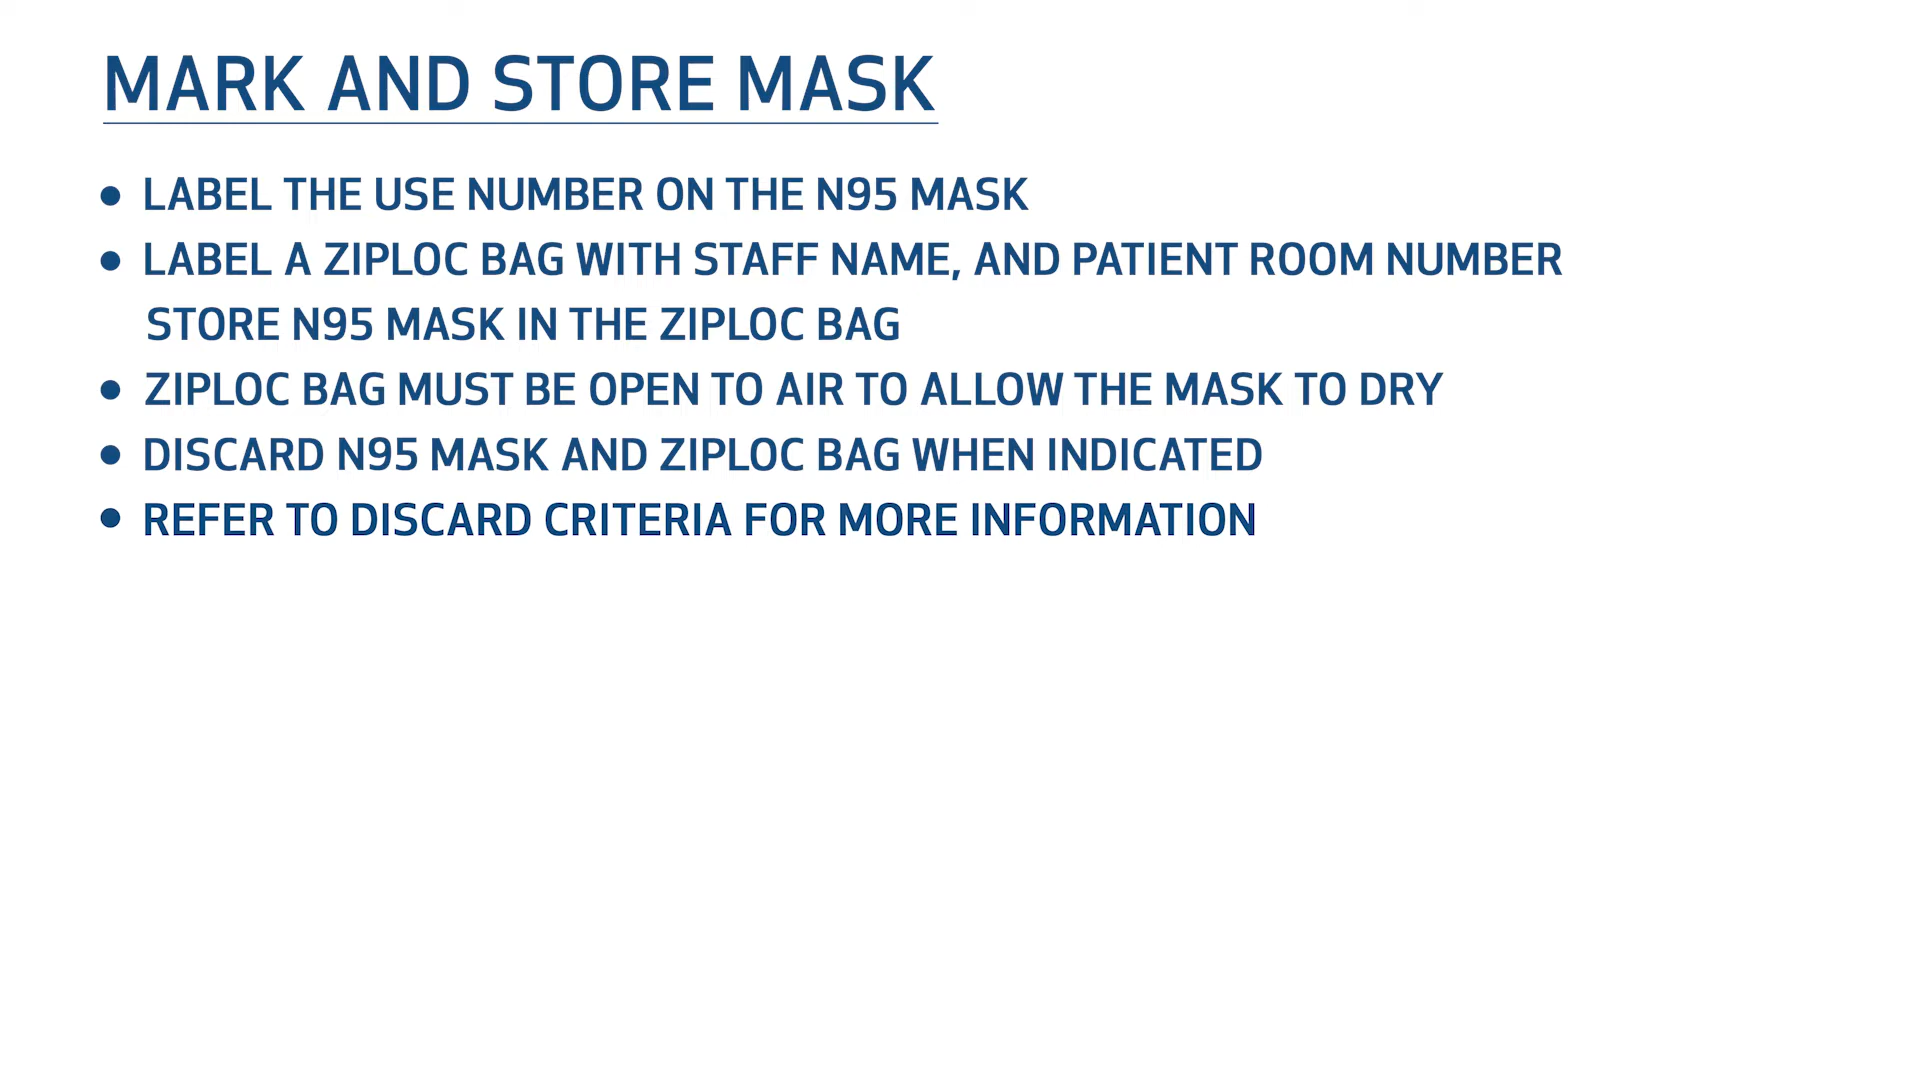 MARK AND STORE MASK
• LABEL THE USE NUMBER ON THE N95 MASK
• LABEL A ZIPLOC BAG WITH STAFF NAME, AND PATIENT ROOM NUMBER
STORE N95 MASK IN THE ZIPLOC BAG
• ZIPLOC BAG MUST BE OPEN TO AIR TO ALLOW THE MASK TO DRY
• DISCARD N95 MASK AND ZIPLOC BAG WHEN INDICATED
• REFER TO DISCARD CRITERIA FOR MORE INFORMATION